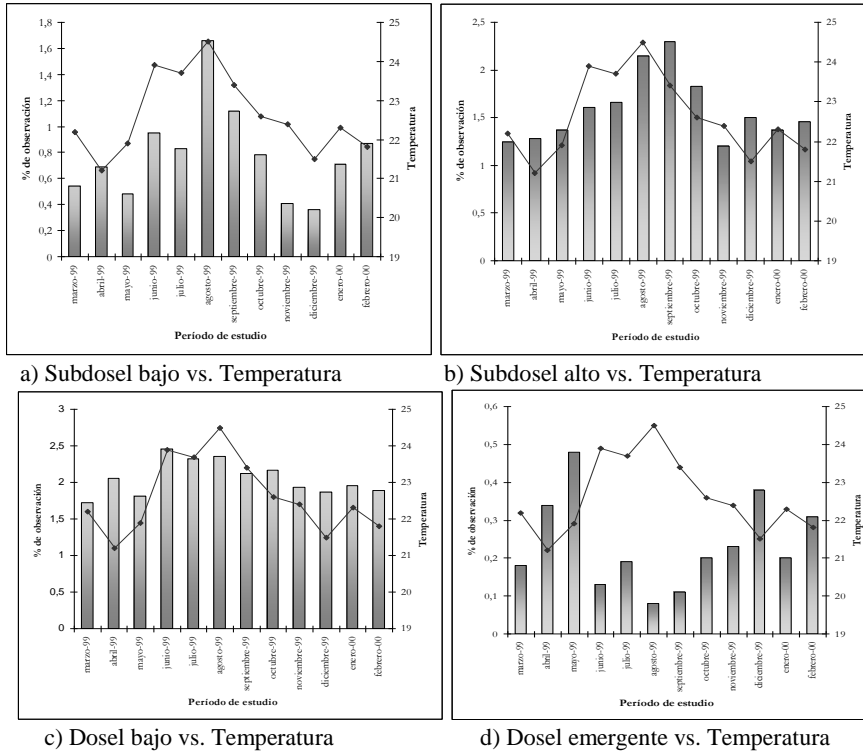 % de observación
1,8
1,6
1,4
1,2
1
0,8
0,6
0,4
0,2
0
25
24
23
22
21
20
19
Temperatura
marzo-99
abril-99
mayo-99
junio-99
julio-99
agosto-99
septiembre-99
octubre-99
noviembre-99
diciembre-99
enero-00
febrero-00
Período de estudio
a) Subdosel bajo vs. Temperatura
% de observación
2,5
2
1,5
1
0,5
0
25
24
23
22
21
20
19
Temperatura
marzo-99
abril-99
mayo-99
junio-99
julio-99
agosto-99
septiembre-99
octubre-99
noviembre-99
diciembre-99
enero-00
febrero-00
Período de estudio
b) Subdosel alto vs. Temperatura
% de observación
3
2,5
2
1,5
1
0,5
0
25
24
23
22
21
20
19
Temperatura
marzo-99
abril-99
mayo-99
junio-99
julio-99
agosto-99
septiembre-99
octubre-99
noviembre-99
diciembre-99
enero-00
febrero-00
Período de estudio
c) Dosel bajo vs. Temperatura
% de observación
0,6
0,5
0,4
0,3
0,2
0,1
0
25
24
23
22
21
20
19
Temperatura
marzo-99
abril-99
mayo-99
junio-99
julio-99
agosto-99
septiembre-99
octubre-99
noviembre-99
diciembre-99
enero-00
febrero-00
Período de estudio
d) Dosel emergente vs. Temperatura